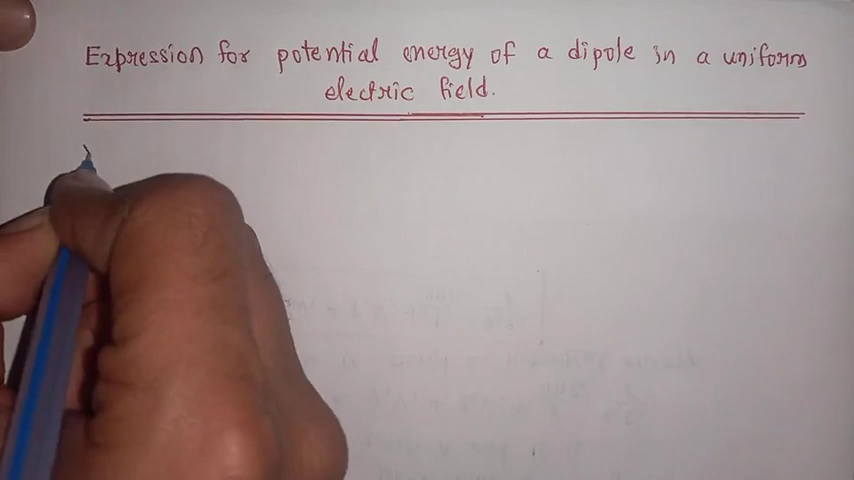 Expression for potential energy of a dipole in a uniform
electric field.